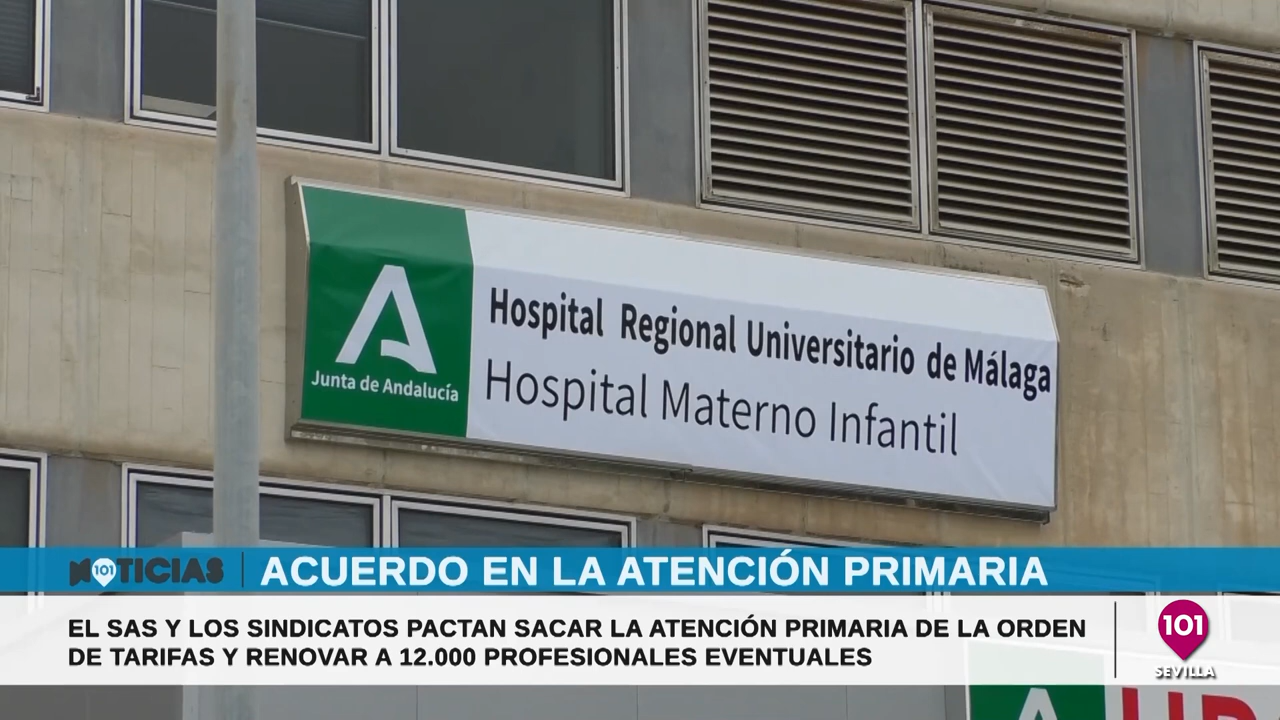 Hospital Regional Universitario de Málaga
Hospital Materno Infantil
Junta de Andalucía
NOTICIAS 101
ACUERDO EN LA ATENCIÓN PRIMARIA
EL SAS Y LOS SINDICATOS PACTAN SACAR LA ATENCIÓN PRIMARIA DE LA ORDEN
DE TARIFAS Y RENOVAR A 12.000 PROFESIONALES EVENTUALES
101
SEVILLA